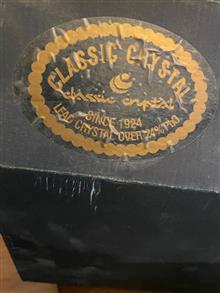 CLASSIC CRYSTAL
classic crystal
SINCE 1984
LEAD CRYSTAL OVER 24% PbO